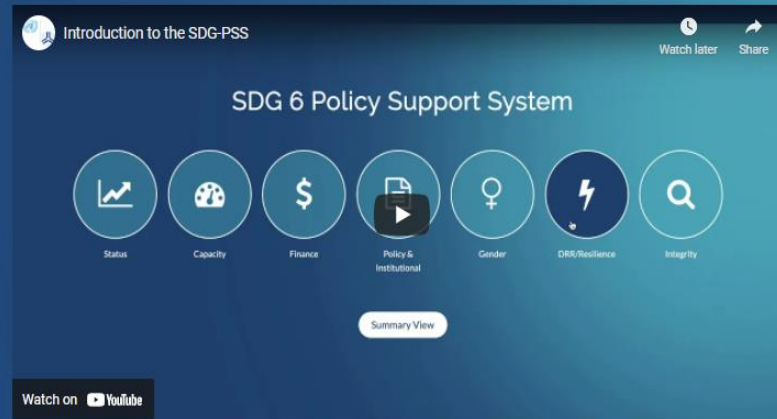 Introduction to the SDG-PSS
Watch later
Share
SDG 6 Policy Support System
Status
Capacity
Finance
Policy &
Institutional
Gender
DRR/Resilience
Integrity
Summary View
Watch on YouTube